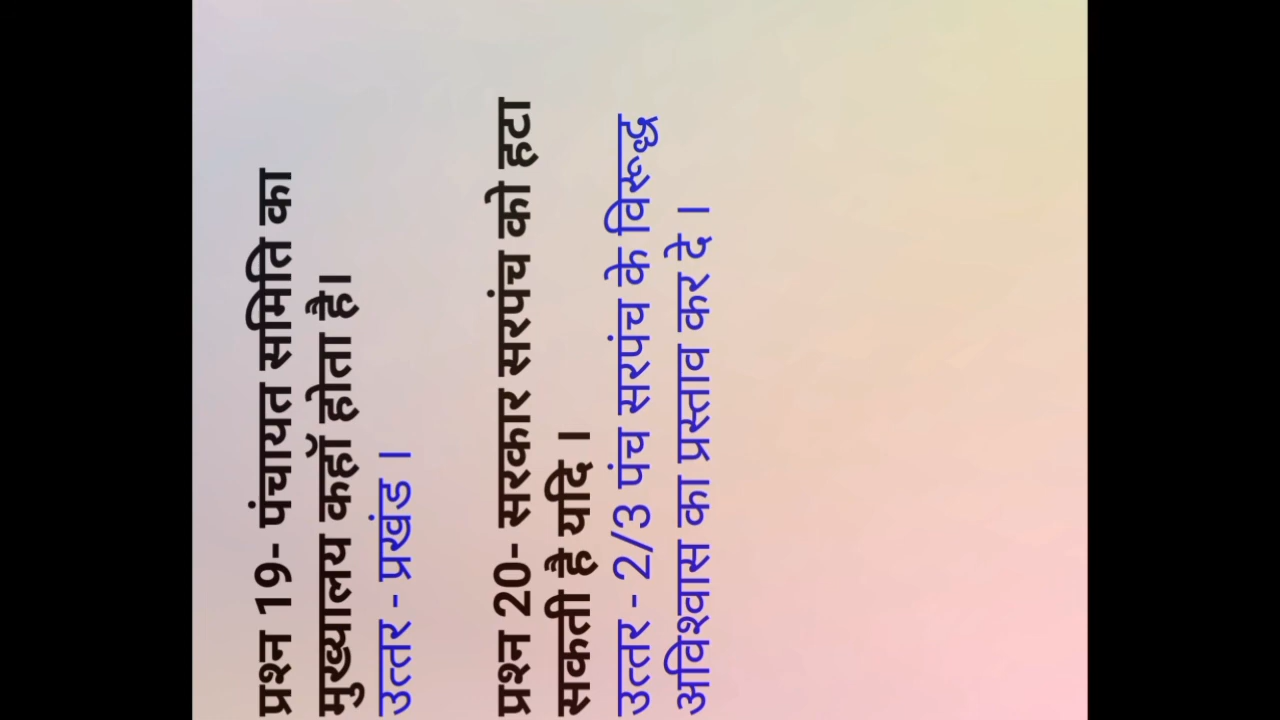 प्रश्न 19- पंचायत समिति का
मुख्यालय कहॉ होता है।
उत्तर - प्रखंड ।
प्रश्न 20- सरकार सरपंच को हटा
सकती है यदि ।
उत्तर - 2/3 पंच सरपंच के विरूद्ध
अविश्वास का प्रस्ताव कर दे ।